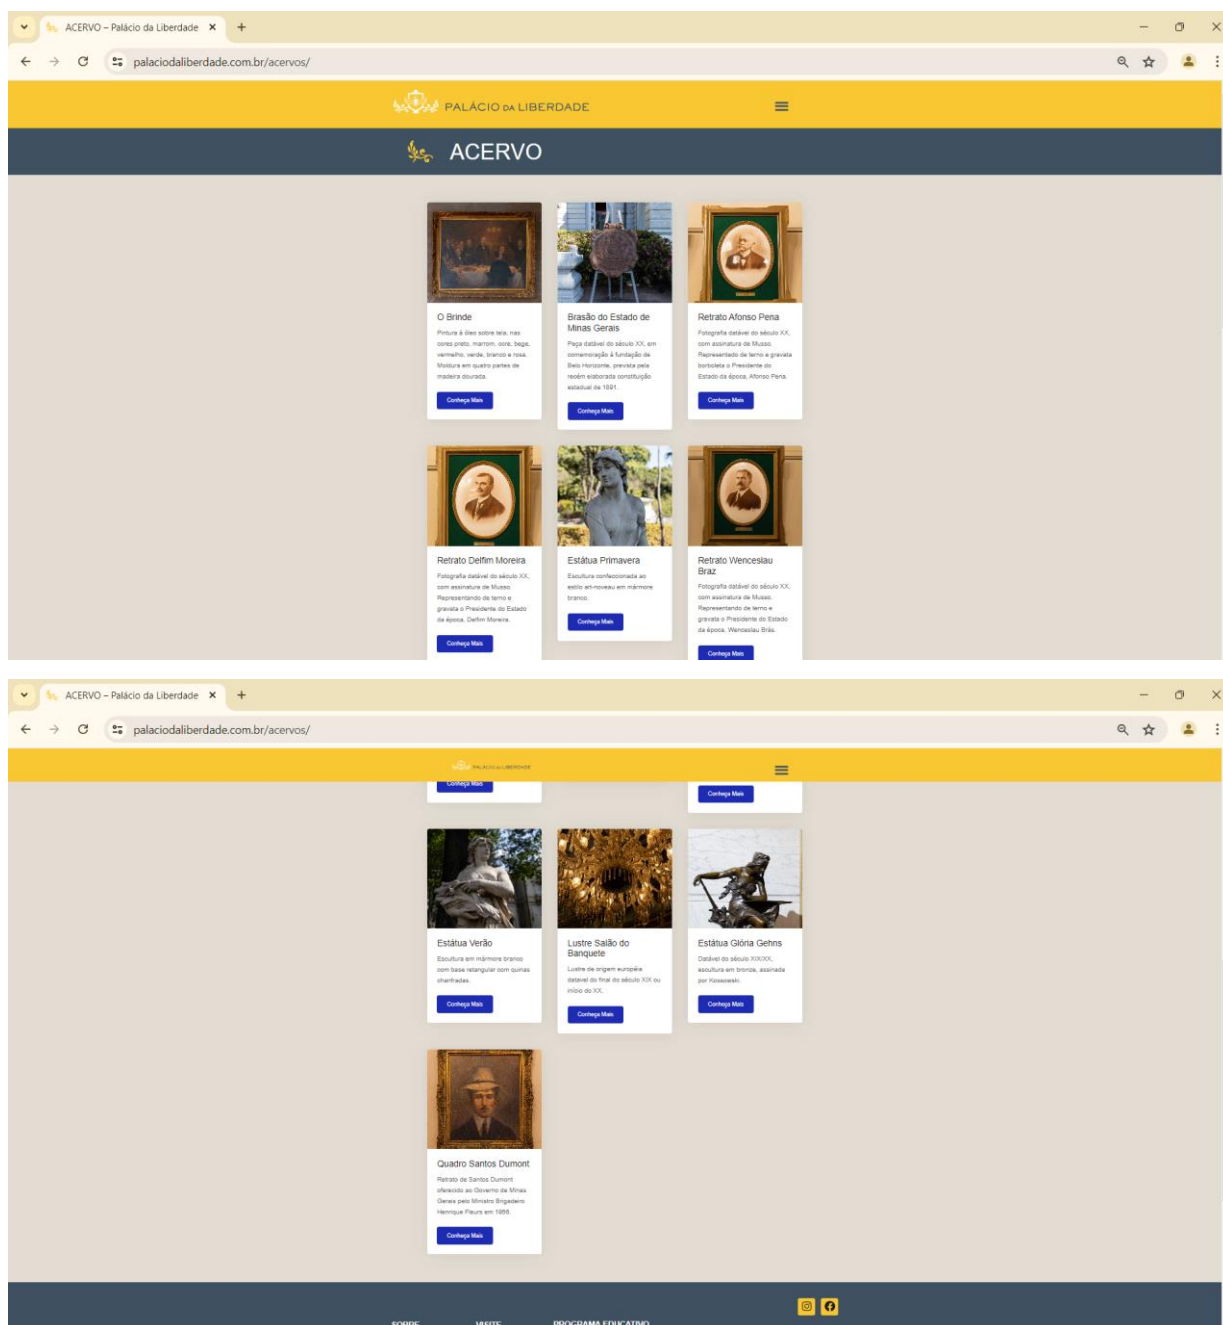 ACERVO – Palácio da Liberdade
palaciodaliberdade.com.br/acervos/
PALÁCIO DA LIBERDADE
ACERVO
O Brinde
Pintura à óleo sobre tela, nas
cores preto, marrom, ocre, bege,
vermelho, verde, branco e rosa.
Moldura em quatro partes de
madeira dourada.
Conheça Mais
Brasão do Estado de
Minas Gerais
Peça datável do século XX, em
comemoração à fundação de
Belo Horizonte, prevista pela
recém elaborada constituição
estadual de 1891.
Conheça Mais
Retrato Afonso Pena
Fotografia datável do século XX,
com assinatura de Musso.
Representado de terno e gravata
borboleta o Presidente do
Estado da época, Afonso Pena.
Conheça Mais
Retrato Delfim Moreira
Fotografia datável do século XX,
com assinatura de Musso.
Representando de terno e
gravata o Presidente do Estado
da época, Delfim Moreira.
Conheça Mais
Estátua Primavera
Escultura confeccionada ao
estilo art-noveau em mármore
branco.
Conheça Mais
Retrato Wenceslau
Braz
Fotografia datável do século XX,
com assinatura de Musso.
Representando de terno e
gravata o Presidente do Estado
da época, Wenceslau Brás.
Conheça Mais
ACERVO – Palácio da Liberdade
palaciodaliberdade.com.br/acervos/
PALÁCIO DA LIBERDADE
Conheça Mais
Conheça Mais
Estátua Verão
Escultura em mármore branco
com base retangular com quinas
chanfradas.
Conheça Mais
Lustre Salão do
Banquete
Lustre de origem européia
datavel do final do século XIX ou
início do XX.
Conheça Mais
Estátua Glória Gehns
Datável do século XIX/XX,
escultura em bronze, assinada
por Kossowski.
Conheça Mais
Quadro Santos Dumont
Retrato de Santos Dumont
oferecido ao Governo de Minas
Gerais pelo Ministro Brigadeiro
Henrique Fleurs em 1956.
Conheça Mais
SOBRE
VISITE
PROGRAMA EDUCATIVO